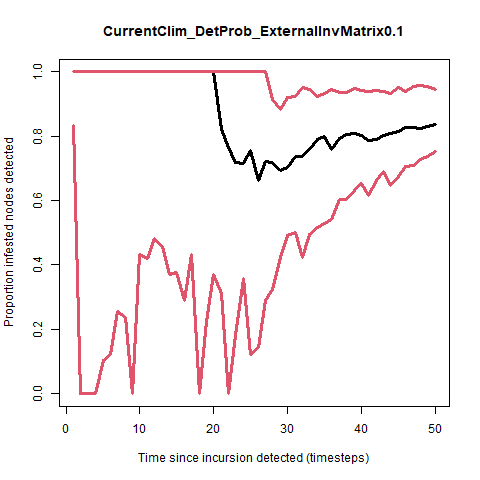 CurrentClim_DetProb_ExternalInvMatrix0.1
Proportion infested nodes detected
1.0
0.8
0.6
0.4
0.2
0.0
0 10 20 30 40 50
Time since incursion detected (timesteps)